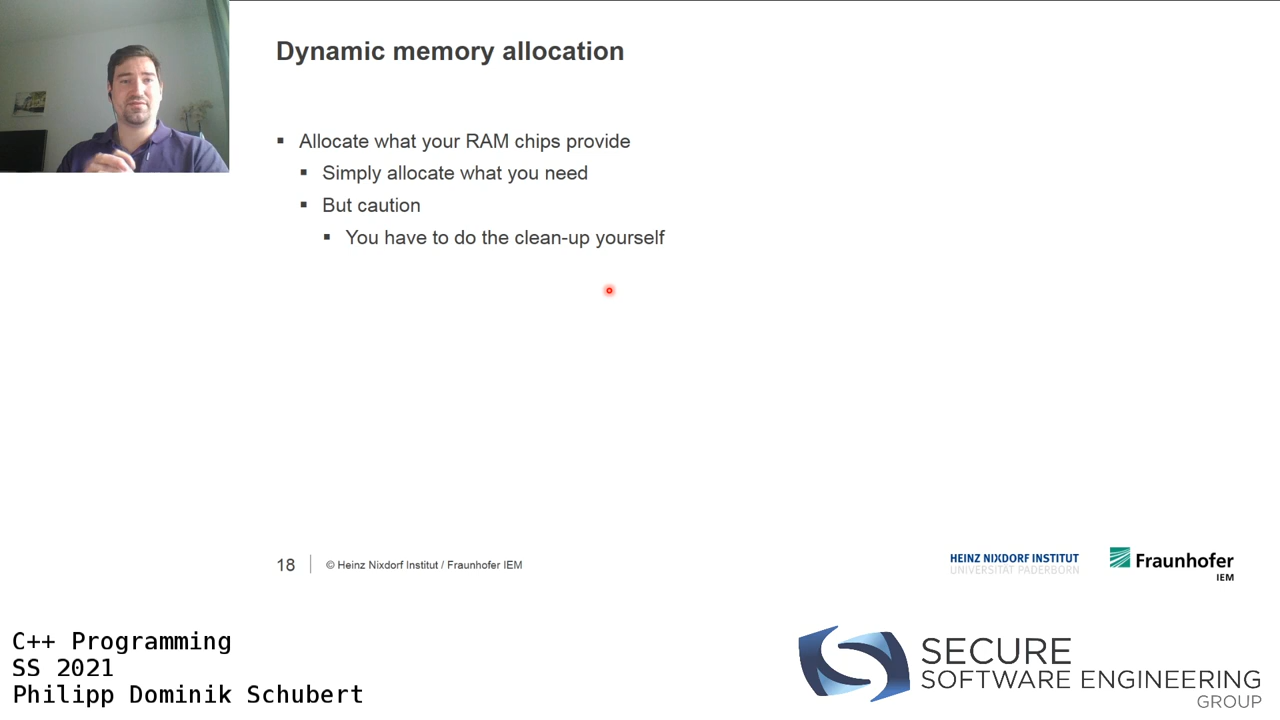 Dynamic memory allocation
▪ Allocate what your RAM chips provide
▪ Simply allocate what you need
▪ But caution
▪ You have to do the clean-up yourself
18 | © Heinz Nixdorf Institut / Fraunhofer IEM
HEINZ NIXDORF INSTITUT
UNIVERSITÄT PADERBORN
Fraunhofer
IEM
C++ Programming
SS 2021
Philipp Dominik Schubert
SECURE
SOFTWARE ENGINEERING
GROUP